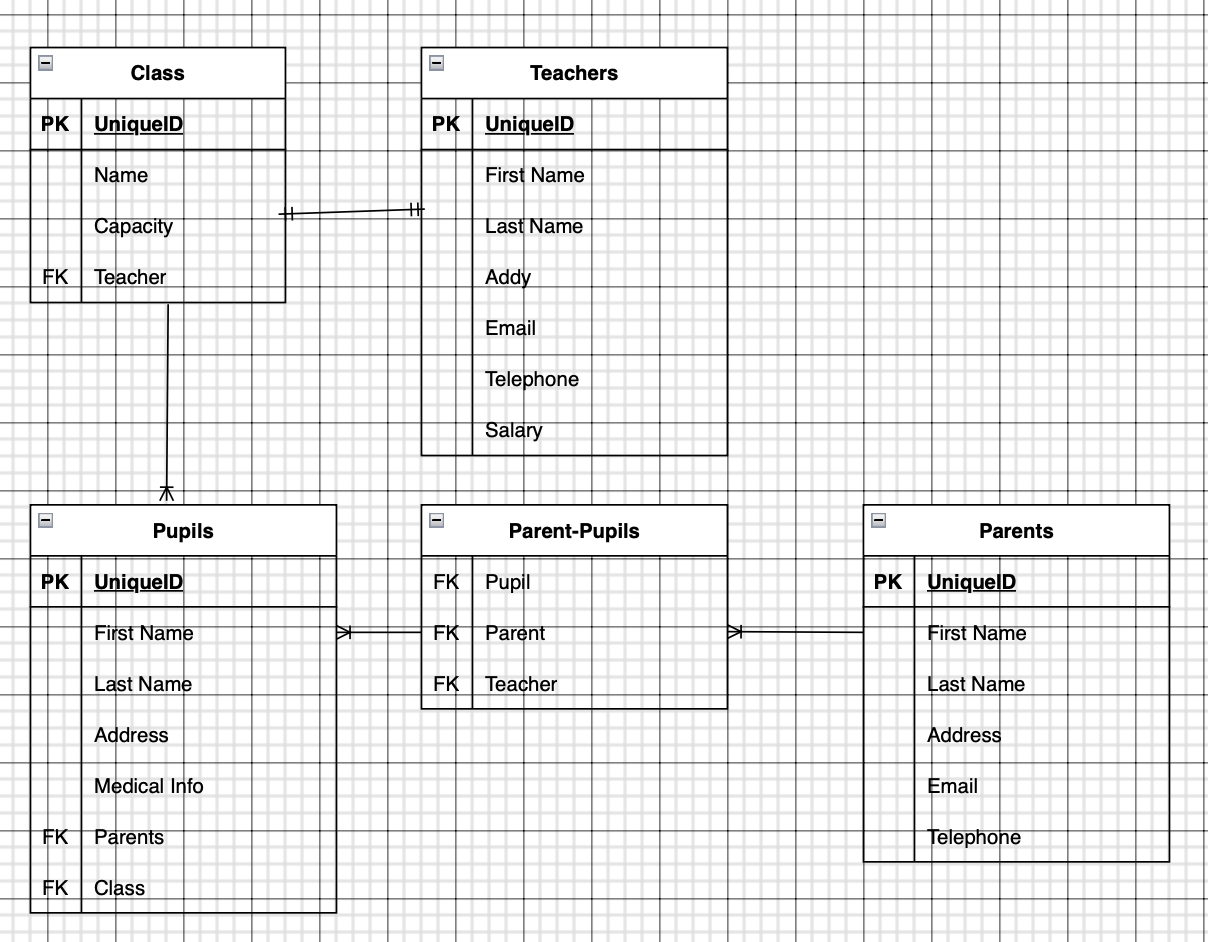 Class
PK UniqueID
Name
Capacity
FK Teacher
Teachers
PK UniqueID
First Name
Last Name
Addy
Email
Telephone
Salary
Pupils
PK UniqueID
First Name
Last Name
Address
Medical Info
FK Parents
FK Class
Parent-Pupils
FK Pupil
FK Parent
FK Teacher
Parents
PK UniqueID
First Name
Last Name
Address
Email
Telephone